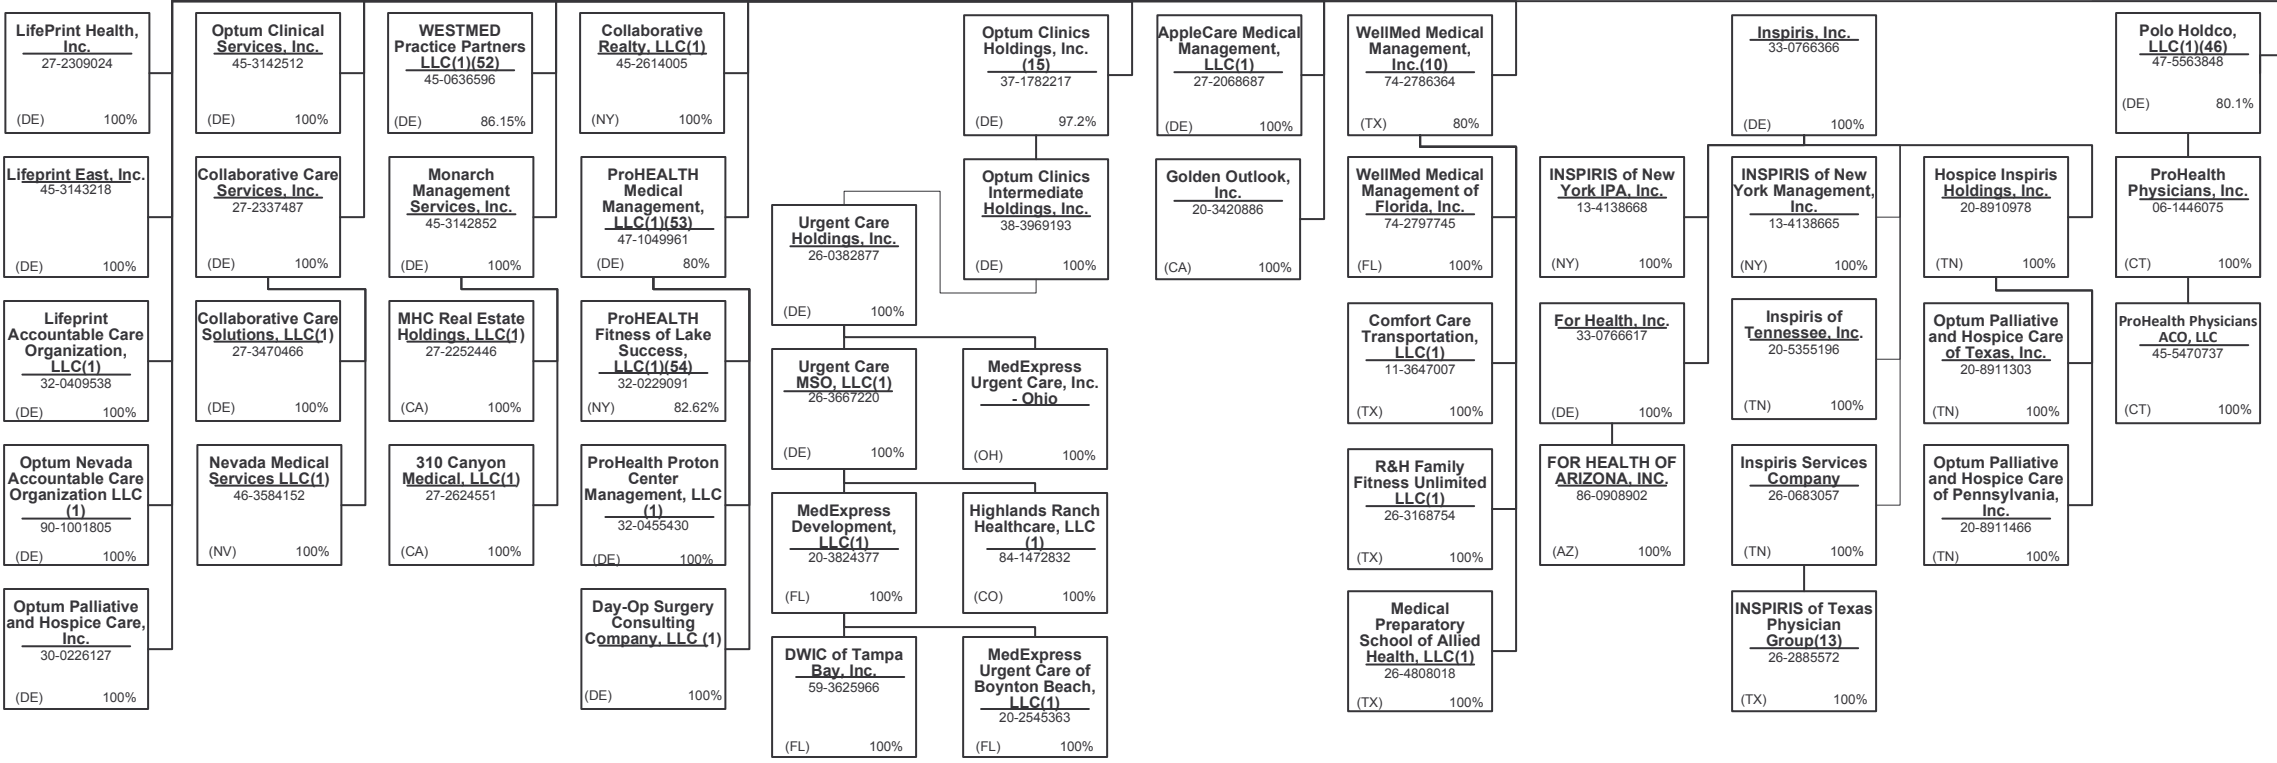 LifePrint Health,
Inc.
27-2309024
(DE) 100%
Lifeprint East, Inc.
45-3143218
(DE) 100%
Lifeprint
Accountable Care
Organization,
LLC(1)
32-0409538
(DE) 100%
Optum Nevada
Accountable Care
Organization LLC
(1)
90-1001805
(DE) 100%
Optum Palliative
and Hospice Care,
Inc.
30-0226127
(DE) 100%
Optum Clinical
Services, Inc.
45-3142512
(DE) 100%
Collaborative Care
Services, Inc.
27-2337487
(DE) 100%
Collaborative Care
Solutions, LLC(1)
27-3470466
(DE) 100%
Nevada Medical
Services LLC(1)
46-3584152
(NV) 100%
WESTMED
Practice Partners
LLC(1)(52)
45-0636596
(DE) 86.15%
Monarch
Management
Services, Inc.
45-3142852
(DE) 100%
MHC Real Estate
Holdings, LLC(1)
27-2252446
(CA) 100%
310 Canyon
Medical, LLC(1)
27-2624551
(CA) 100%
Collaborative
Realty, LLC(1)
45-2614005
(NY) 100%
ProHEALTH
Medical
Management,
LLC(1)(53)
47-1049961
(DE) 80%
ProHEALTH
Fitness of Lake
Success,
LLC(1)(54)
32-0229091
(NY) 82.62%
ProHealth Proton
Center
Management, LLC
(1)
32-0455430
(DE) 100%
Day-Op Surgery
Consulting
Company, LLC (1)
(DE) 100%
Urgent Care
Holdings, Inc.
26-0382877
(DE) 100%
Urgent Care
MSO, LLC(1)
26-3667220
(DE) 100%
MedExpress
Development,
LLC(1)
20-3824377
(FL) 100%
DWIC of Tampa
Bay, Inc.
59-3625966
(FL) 100%
Optum Clinics
Holdings, Inc.
(15)
37-1782217
(DE) 97.2%
Optum Clinics
Intermediate
Holdings, Inc.
38-3969193
(DE) 100%
MedExpress
Urgent Care, Inc.
- Ohio
(OH) 100%
Highlands Ranch
Healthcare, LLC
(1)
84-1472832
(CO) 100%
MedExpress
Urgent Care of
Boynton Beach,
LLC(1)
20-2545363
(FL) 100%
AppleCare Medical
Management,
LLC(1)
27-2068687
(DE) 100%
Golden Outlook,
Inc.
20-3420886
(CA) 100%
WellMed Medical
Management,
Inc.(10)
74-2786364
(TX) 80%
WellMed Medical
Management of
Florida, Inc.
74-2797745
(FL) 100%
Comfort Care
Transportation,
LLC(1)
11-3647007
(TX) 100%
R&H Family
Fitness Unlimited
LLC(1)
26-3168754
(TX) 100%
Medical
Preparatory
School of Allied
Health, LLC(1)
26-4808018
(TX) 100%
INSPIRIS of New
York IPA, Inc.
13-4138668
(NY) 100%
For Health, Inc.
33-0766617
(DE) 100%
FOR HEALTH OF
ARIZONA, INC.
86-0908902
(AZ) 100%
Inspiris, Inc.
33-0766366
(DE) 100%
INSPIRIS of New
York Management,
Inc.
13-4138665
(NY) 100%
Inspiris of
Tennessee, Inc.
20-5355196
(TN) 100%
Inspiris Services
Company
26-0683057
(TN) 100%
INSPIRIS of Texas
Physician
Group(13)
26-2885572
(TX) 100%
Hospice Inspiris
Holdings, Inc.
20-8910978
(TN) 100%
Optum Palliative
and Hospice Care
of Texas, Inc.
20-8911303
(TN) 100%
Optum Palliative
and Hospice Care
of Pennsylvania,
Inc.
20-8911466
(TN) 100%
Polo Holdco,
LLC(1)(46)
47-5563848
(DE) 80.1%
ProHealth
Physicians, Inc.
06-1446075
(CT) 100%
ProHealth Physicians
ACO, LLC
45-5470737
(CT) 100%